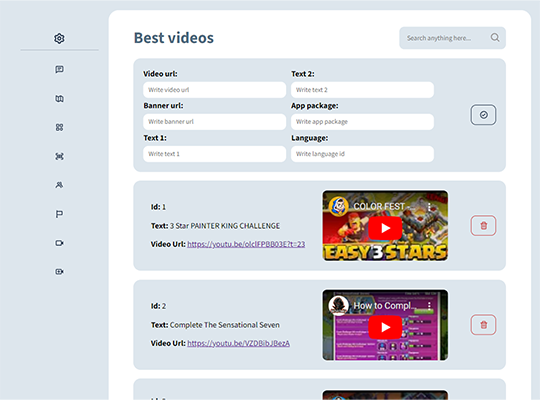 Best videos
Search anything here...
Video url:
Text 2:
Write video url
Write text 2
Banner url:
App package:
Write banner url
Write app package
Text 1:
Language:
Write text 1
Write language id
Id: 1
Text: 3 Star PAINTER KING CHALLENGE
Video Url: https://youtu.be/olclFPBB03E?t=23
COLOR FEST -
EASY 3 STARS
Id: 2
Text: Complete The Sensational Seven
Video Url: https://youtu.be/VZDBibJBezA
How to Compl...